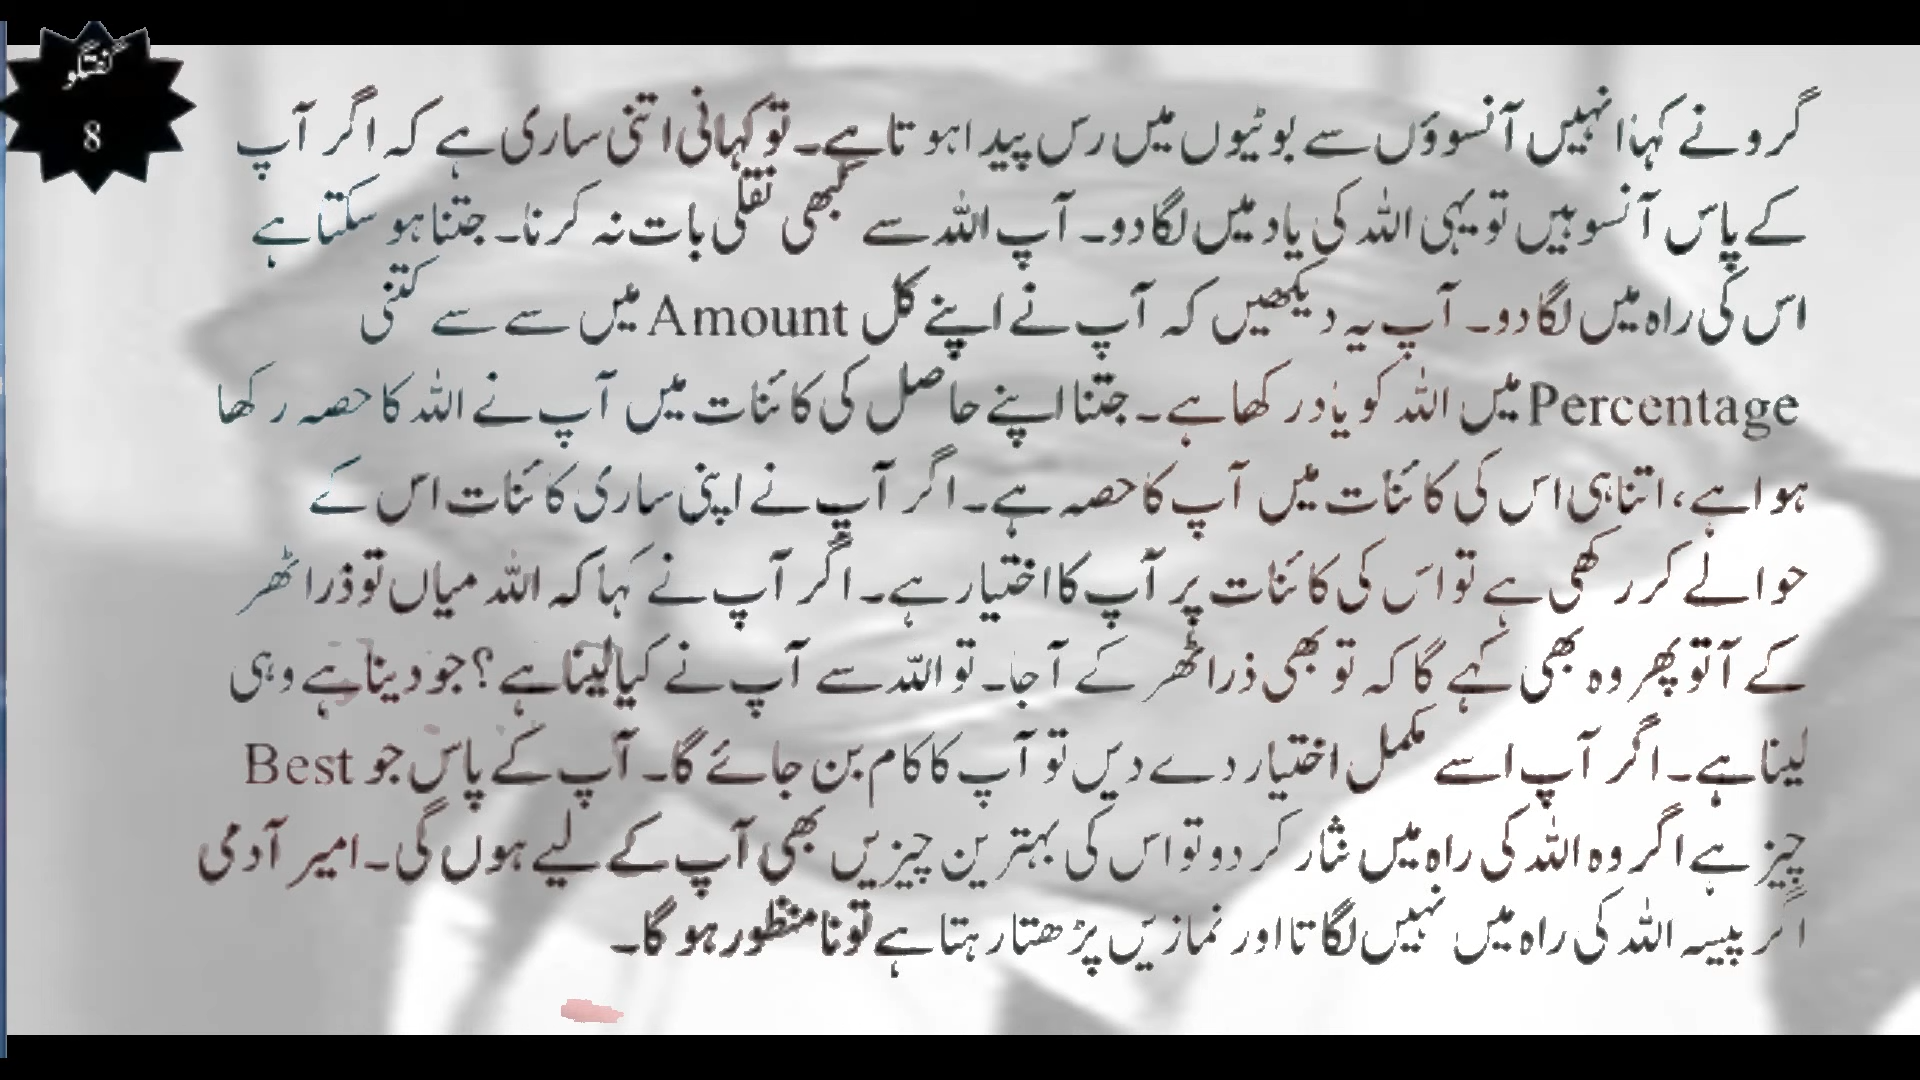 گفتگو
8
گرو نے کہا انہیں آنسوؤں سے بوٹیوں میں رس پیدا ہوتا ہے۔ تو کہانی اتنی ساری ہے کہ اگر آپ
کے پاس آنسو ہیں تو یہی اللہ کی یاد میں لگا دو۔ آپ اللہ سے کبھی نقلی بات نہ کرنا۔ جتنا ہو سکتا ہے
اس کی راہ میں لگا دو۔ آپ یہ دیکھیں کہ آپ نے اپنے کل Amount میں سے سے کتنی
Percentage میں اللہ کو یاد رکھا ہے۔ جتنا اپنے حاصل کی کائنات میں آپ نے اللہ کا حصہ رکھا
ہوا ہے، اتنا ہی اس کی کائنات میں آپ کا حصہ ہے۔ اگر آپ نے اپنی ساری کائنات اس کے
حوالے کر رکھی ہے تو اس کی کائنات پر آپ کا اختیار ہے۔ اگر آپ نے کہا کہ اللہ میاں تو ذرا ٹھر
کے آ تو پھر وہ بھی کہے گا کہ تو بھی ذرا ٹھر کے آ جا۔ تو اللہ سے آپ نے کیا لینا ہے؟ جو دینا ہے وہی
لینا ہے۔ اگر آپ اسے مکمل اختیار دے دیں تو آپ کا کام بن جائے گا۔ آپ کے پاس جو Best
چیز ہے اگر وہ اللہ کی راہ میں نثار کر دو تو اس کی بہترین چیزیں بھی آپ کے لیے ہوں گی۔ امیر آدمی
اگر پیسہ اللہ کی راہ میں نہیں لگاتا اور نمازیں پڑھتا رہتا ہے تو نامنظور ہو گا۔